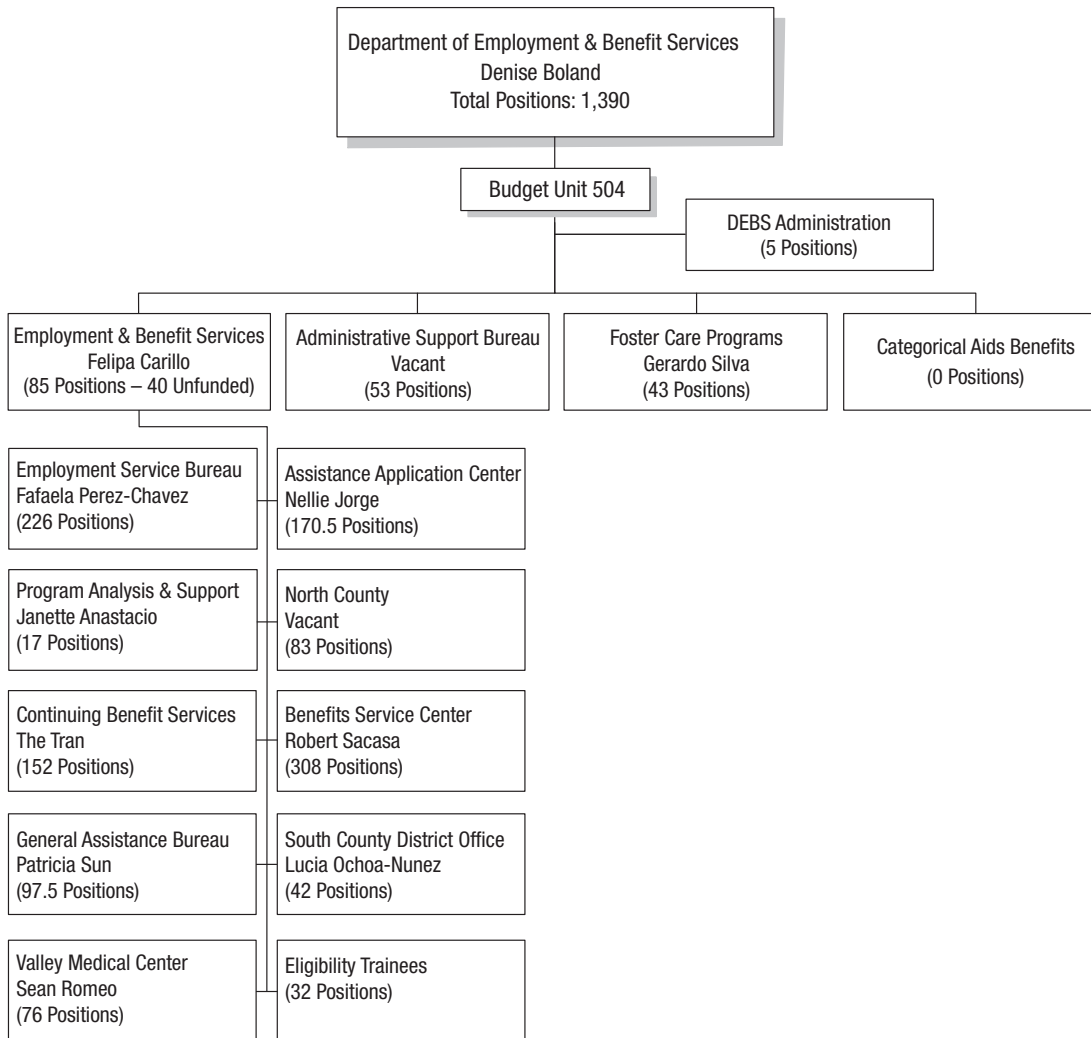 Department of Employment & Benefit Services
Denise Boland
Total Positions: 1,390
Budget Unit 504
DEBS Administration
(5 Positions)
Employment & Benefit Services
Felipa Carillo
(85 Positions – 40 Unfunded)
Administrative Support Bureau
Vacant
(53 Positions)
Foster Care Programs
Gerardo Silva
(43 Positions)
Categorical Aids Benefits
(0 Positions)
Employment Service Bureau
Fafaela Perez-Chavez
(226 Positions)
Assistance Application Center
Nellie Jorge
(170.5 Positions)
Program Analysis & Support
Janette Anastacio
(17 Positions)
North County
Vacant
(83 Positions)
Continuing Benefit Services
The Tran
(152 Positions)
Benefits Service Center
Robert Sacasa
(308 Positions)
General Assistance Bureau
Patricia Sun
(97.5 Positions)
South County District Office
Lucia Ochoa-Nunez
(42 Positions)
Valley Medical Center
Sean Romeo
(76 Positions)
Eligibility Trainees
(32 Positions)